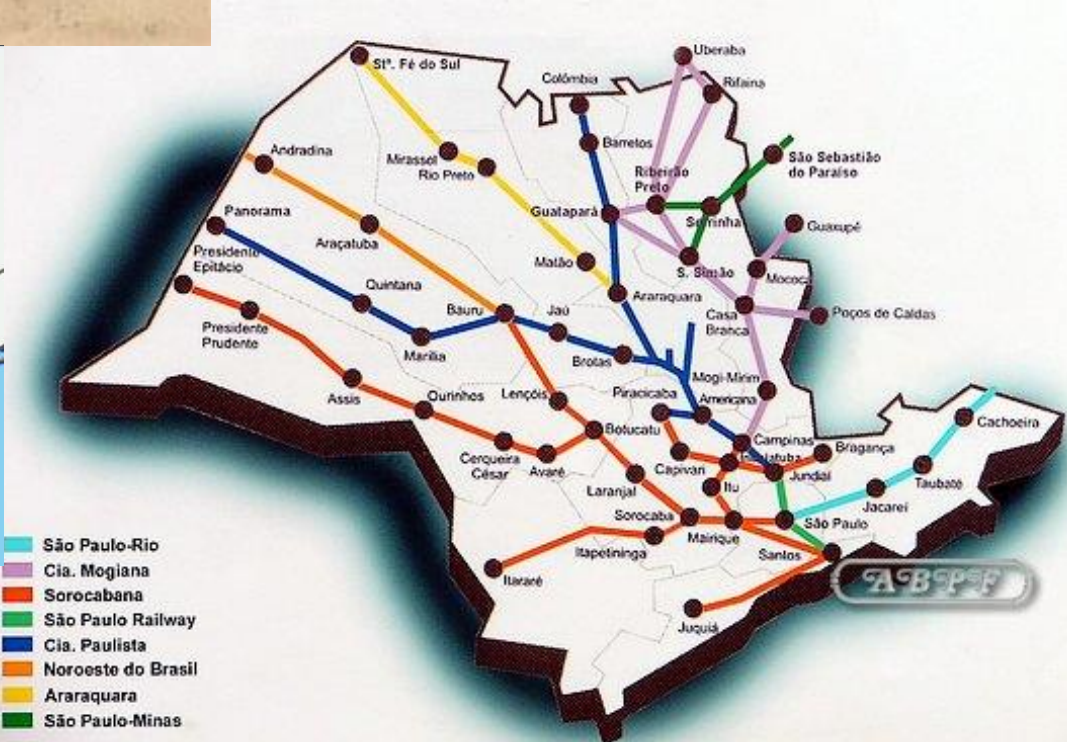 Stª. Fé do Sul
Colômbia
Uberaba
Rifaina
Andradina
Mirassol
Rio Preto
Barretos
Ribeirão
Preto
São Sebastião
do Paraíso
Panorama
Araçatuba
Guatapará
Serrinha
Guaxupé
Presidente
Epitácio
Matão
S. Simão
Mococa
Quintana
Bauru
Jaú
Araraquara
Casa
Branca
Poços de Caldas
Presidente
Prudente
Marília
Brotas
Mogi-Mirim
Assis
Ourinhos
Lençóis
Piracicaba
Americana
Cachoeira
Botucatu
Campinas
Bragança
Cerqueira
César
Avaré
Capivari
Jundiaí
Taubaté
Laranjal
Itu
Jacareí
Sorocaba
Mairique
São Paulo
Itapetininga
Santos
Itararé
Juquiá
ABPF
São Paulo-Rio
Cia. Mogiana
Sorocabana
São Paulo Railway
Cia. Paulista
Noroeste do Brasil
Araraquara
São Paulo-Minas